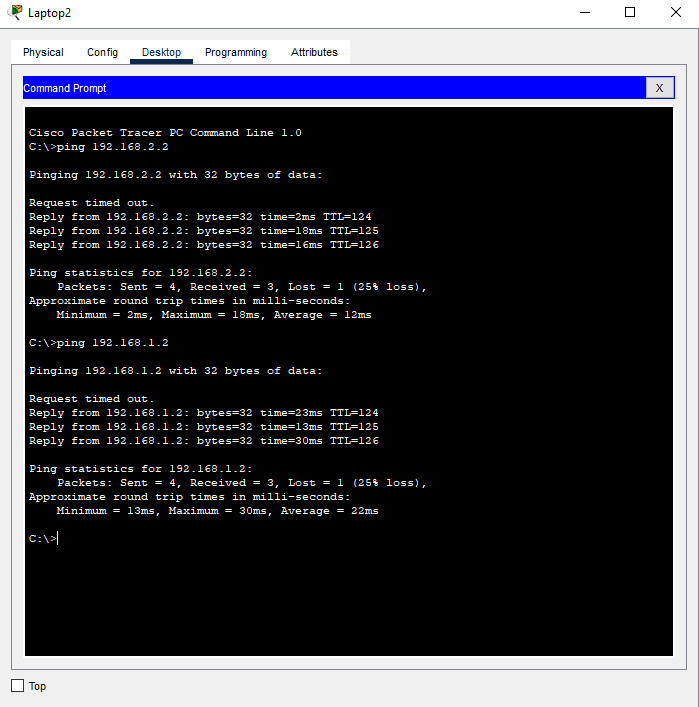 Laptop2
Physical Config Desktop Programming Attributes
Command Prompt X
Cisco Packet Tracer PC Command Line 1.0
C:\>ping 192.168.2.2
Pinging 192.168.2.2 with 32 bytes of data:
Request timed out.
Reply from 192.168.2.2: bytes=32 time=2ms TTL=124
Reply from 192.168.2.2: bytes=32 time=18ms TTL=125
Reply from 192.168.2.2: bytes=32 time=16ms TTL=126
Ping statistics for 192.168.2.2:
    Packets: Sent = 4, Received = 3, Lost = 1 (25% loss),
Approximate round trip times in milli-seconds:
    Minimum = 2ms, Maximum = 18ms, Average = 12ms
C:\>ping 192.168.1.2
Pinging 192.168.1.2 with 32 bytes of data:
Request timed out.
Reply from 192.168.1.2: bytes=32 time=23ms TTL=124
Reply from 192.168.1.2: bytes=32 time=13ms TTL=125
Reply from 192.168.1.2: bytes=32 time=30ms TTL=126
Ping statistics for 192.168.1.2:
    Packets: Sent = 4, Received = 3, Lost = 1 (25% loss),
Approximate round trip times in milli-seconds:
    Minimum = 13ms, Maximum = 30ms, Average = 22ms
C:\>
Top